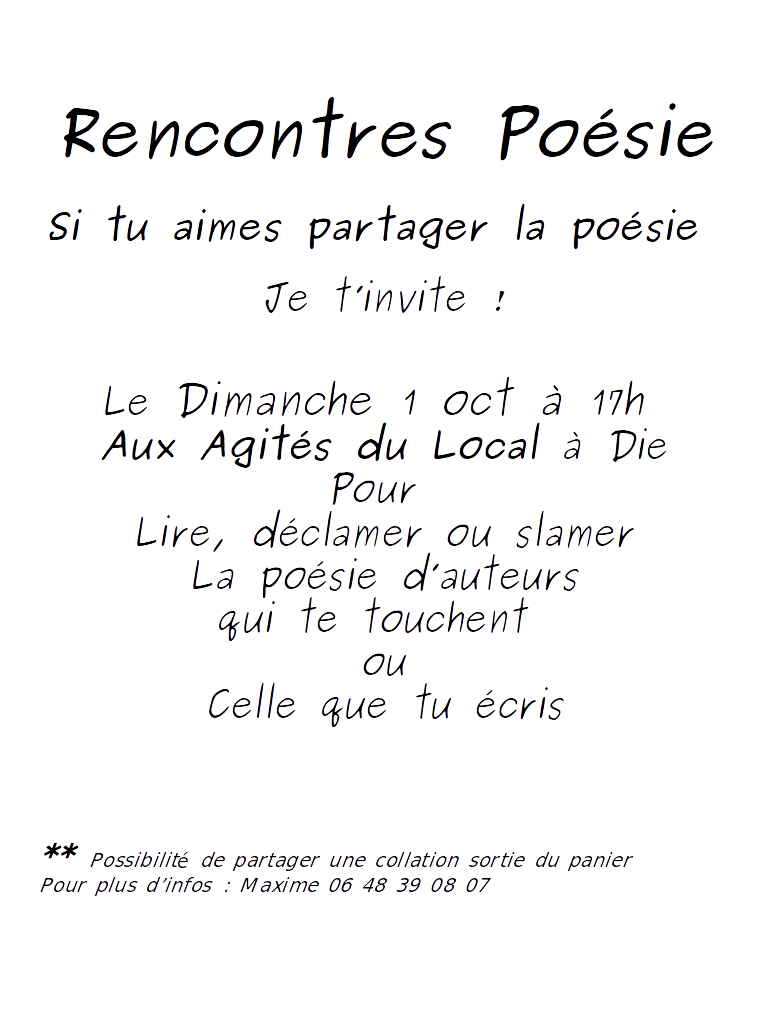 Rencontres Poésie
Si tu aimes partager la poésie
Je t'invite !
Le Dimanche 1 oct à 17h
Aux Agités du Local à Die
Pour
Lire, déclamer ou slamer
La poésie d'auteurs
qui te touchent
ou
Celle que tu écris
** Possibilité de partager une collation sortie du panier
Pour plus d'infos : Maxime 06 48 39 08 07